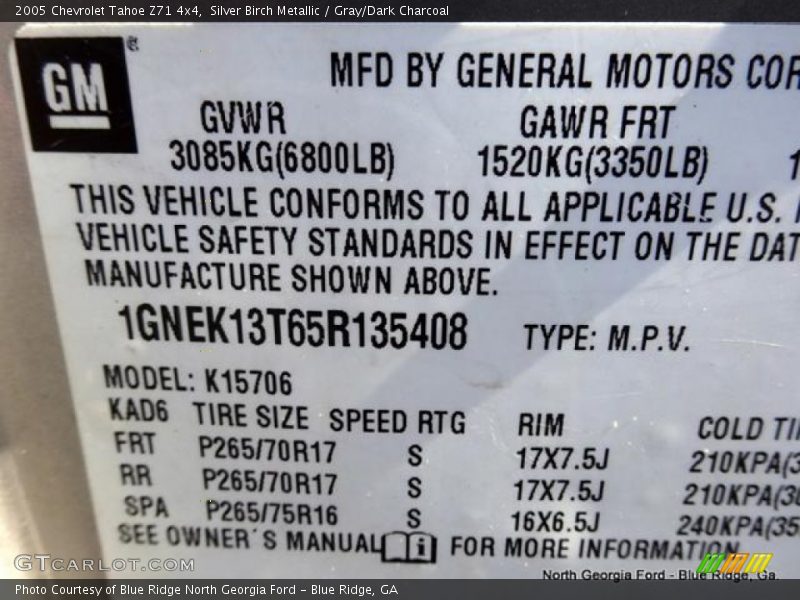 2005 Chevrolet Tahoe Z71 4x4,  Silver Birch Metallic / Gray/Dark Charcoal
GM
MFD BY GENERAL MOTORS COR
GVWR GAWR FRT
3085KG(6800LB) 1520KG(3350LB) 1
THIS VEHICLE CONFORMS TO ALL APPLICABLE U.S.
VEHICLE SAFETY STANDARDS IN EFFECT ON THE DAT
MANUFACTURE SHOWN ABOVE.
1GNEK13T65R135408 TYPE: M.P.V.
MODEL: K15706
KAD6 TIRE SIZE SPEED RTG RIM COLD TI
FRT P265/70R17 S 17X7.5J 210KPA(3
RR P265/70R17 S 17X7.5J 210KPA(30
SPA P265/75R16 S 16X6.5J 240KPA(35
SEE OWNER'S MANUAL i FOR MORE INFORMATION
GTCarLot.com
North Georgia Ford - Blue Ridge, Ga.
Photo Courtesy of Blue Ridge North Georgia Ford - Blue Ridge, GA